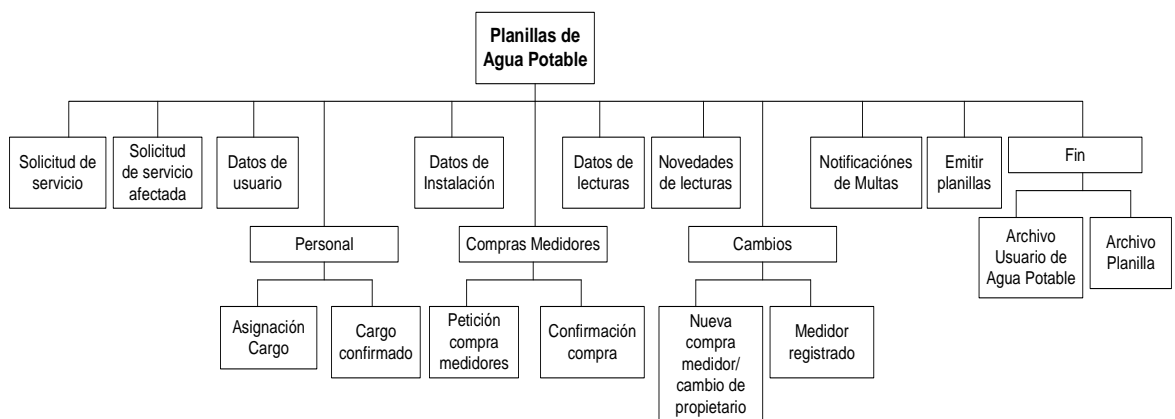 Planillas de
Agua Potable
Solicitud de
servicio
Solicitud
de servicio
afectada
Datos de
usuario
Datos de
Instalación
Datos de
lecturas
Novedades
de lecturas
Notificaciónes
de Multas
Emitir
planillas
Fin
Personal
Compras Medidores
Cambios
Archivo
Usuario de
Agua Potable
Archivo
Planilla
Asignación
Cargo
Cargo
confirmado
Petición
compra
medidores
Confirmación
compra
Nueva
compra
medidor/
cambio de
propietario
Medidor
registrado